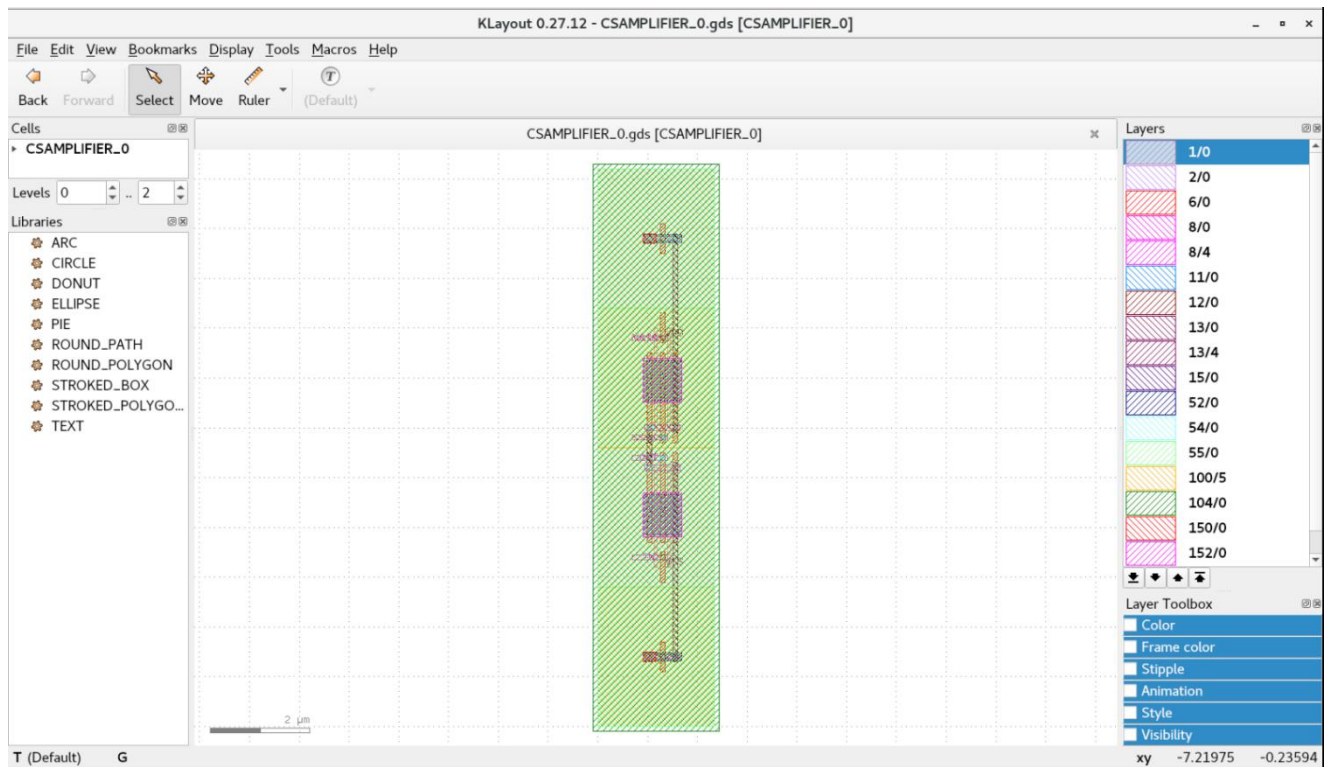 KLayout 0.27.12 - CSAMPLIFIER_0.gds [CSAMPLIFIER_0]
File Edit View Bookmarks Display Tools Macros Help
Back Forward Select Move Ruler T (Default)
Cells
CSAMPLIFIER_0
Levels 0 .. 2
Libraries
ARC
CIRCLE
DONUT
ELLIPSE
PIE
ROUND_PATH
ROUND_POLYGON
STROKED_BOX
STROKED_POLYGO...
TEXT
CSAMPLIFIER_0.gds [CSAMPLIFIER_0]
2 μm
Layers
1/0
2/0
6/0
8/0
8/4
11/0
12/0
13/0
13/4
15/0
52/0
54/0
55/0
100/5
104/0
150/0
152/0
Layer Toolbox
Color
Frame color
Stipple
Animation
Style
Visibility
T (Default) G xy -7.21975 -0.23594